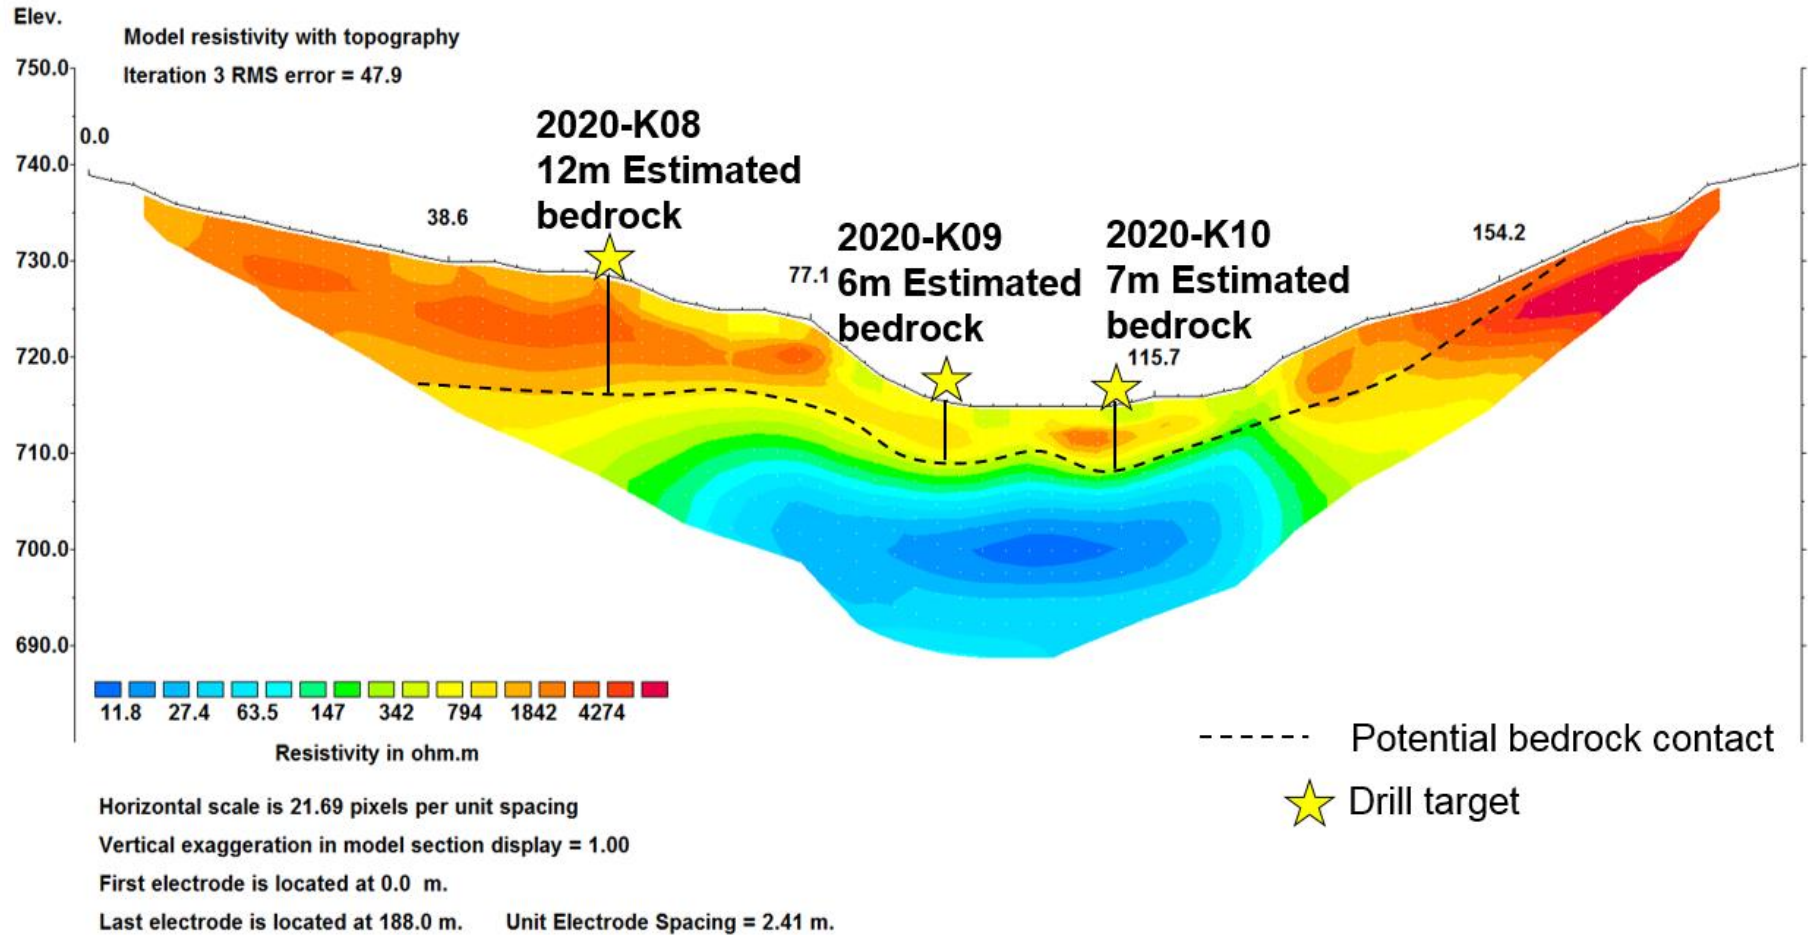 Elev.
Model resistivity with topography
Iteration 3 RMS error = 47.9
750.0
740.0
730.0
720.0
710.0
700.0
690.0
0.0
38.6
2020-K08
12m Estimated
bedrock
77.1
2020-K09
6m Estimated
bedrock
2020-K10
7m Estimated
bedrock
115.7
154.2
11.8 27.4 63.5 147 342 794 1842 4274
Resistivity in ohm.m
Potential bedrock contact
Drill target
Horizontal scale is 21.69 pixels per unit spacing
Vertical exaggeration in model section display = 1.00
First electrode is located at 0.0 m.
Last electrode is located at 188.0 m. Unit Electrode Spacing = 2.41 m.